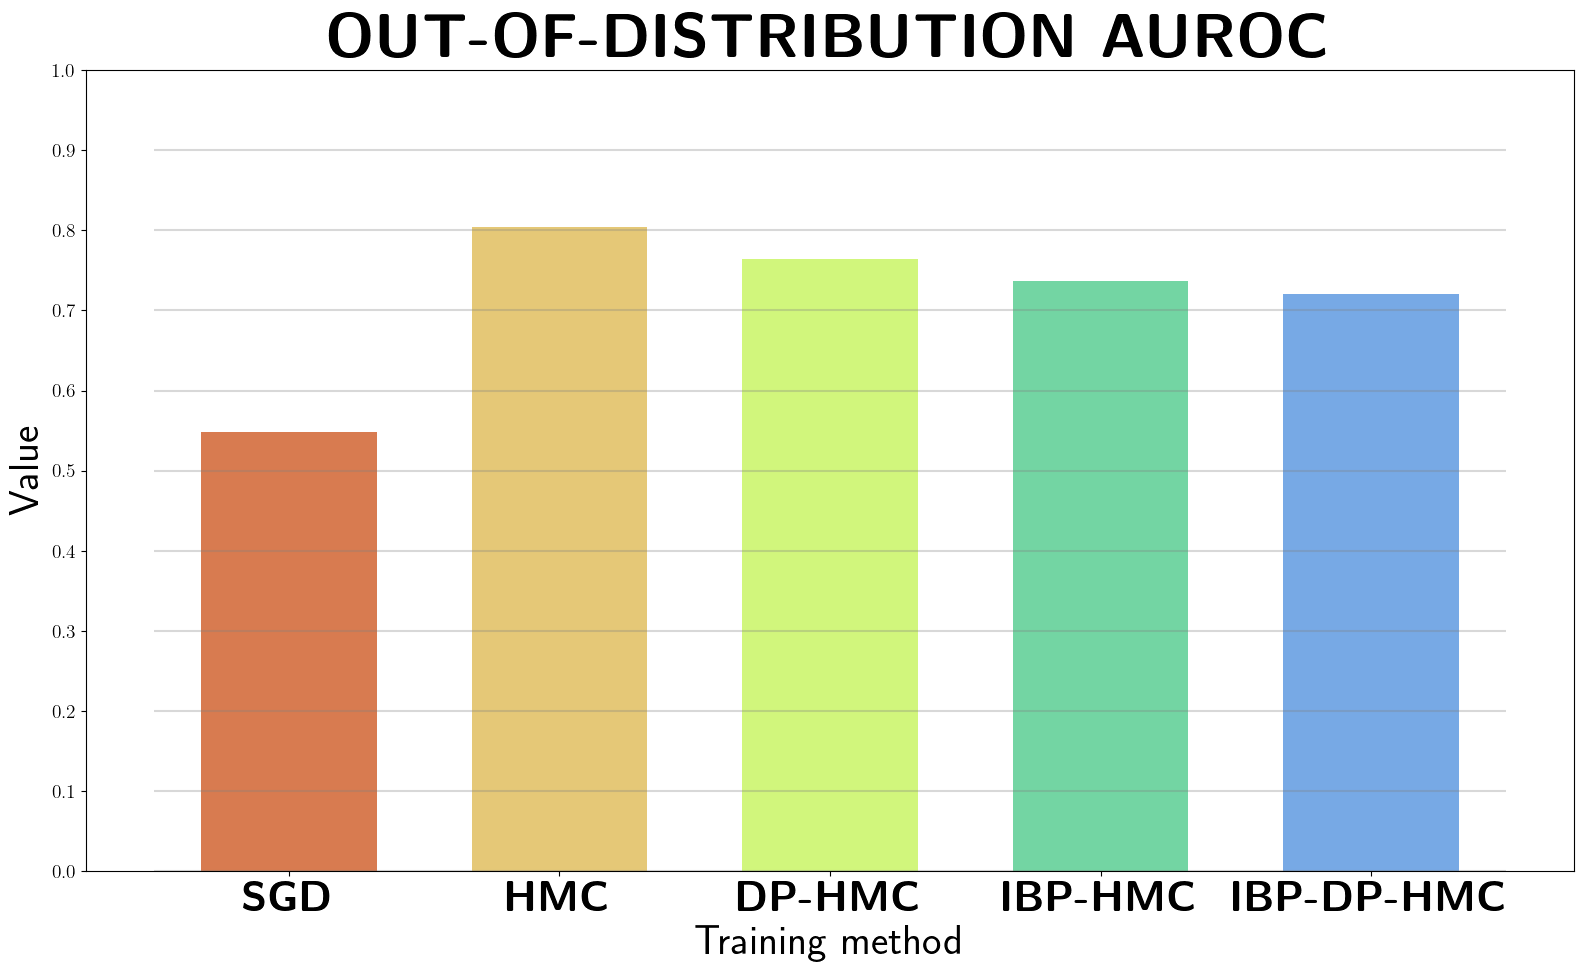 OUT-OF-DISTRIBUTION AUROC
1.0
0.9
0.8
0.7
0.6
0.5
0.4
0.3
0.2
0.1
0.0
Value
SGD HMC DP-HMC IBP-HMC IBP-DP-HMC
Training method